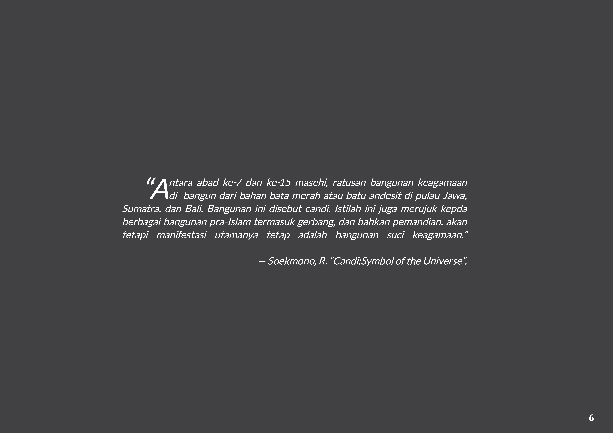 “Antara abad ke-7 dan ke-15 masehi, ratusan bangunan keagamaan
di bangun dari bahan bata merah atau batu andesit di pulau Jawa,
Sumatra, dan Bali. Bangunan ini disebut candi. Istilah ini juga merujuk kepda
berbagai bangunan pra-Islam termasuk gerbang, dan bahkan pemandian, akan
tetapi manifestasi utamanya tetap adalah bangunan suci keagamaan.”
— Soekmono, R. “Candi:Symbol of the Universe”.
6